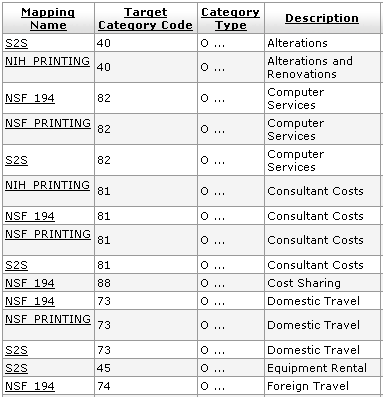 Mapping Name Target Category Code Category Type Description
S2S 40 O ... Alterations
NIH_PRINTING 40 O ... Alterations and Renovations
NSF_194 82 O ... Computer Services
NSF_PRINTING 82 O ... Computer Services
S2S 82 O ... Computer Services
NIH_PRINTING 81 O ... Consultant Costs
NSF_194 81 O ... Consultant Costs
NSF_PRINTING 81 O ... Consultant Costs
S2S 81 O ... Consultant Costs
NSF_194 88 O ... Cost Sharing
NSF_194 73 O ... Domestic Travel
NSF_PRINTING 73 O ... Domestic Travel
S2S 73 O ... Domestic Travel
S2S 45 O ... Equipment Rental
NSF_194 74 O ... Foreign Travel